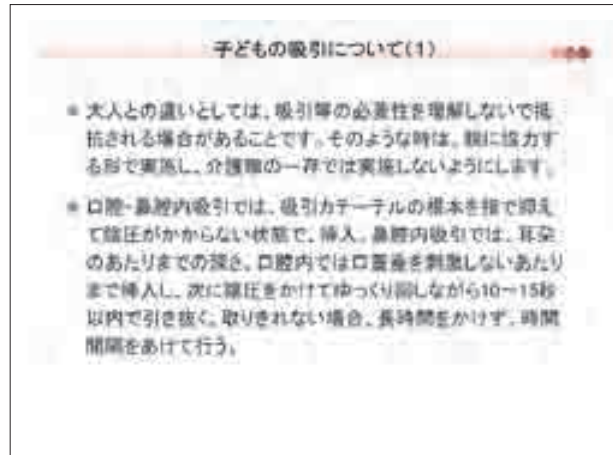 子どもの吸引について(1)
大人との違いとしては、吸引等の必要性を理解しないで抵
抗される場合があることです。そのような時は、親に協力す
る形で実施し、介護職の一存では実施しないようにします。
口腔・鼻腔内吸引では、吸引カテーテルの根本を指で抑え
て陰圧がかからない状態で、挿入。鼻腔内吸引では、耳朶
のあたりまでの深さ、口腔内では口蓋垂を刺激しないあたり
まで挿入し、次に陰圧をかけてゆっくり回しながら10～15秒
以内で引き抜く。取りきれない場合、長時間をかけず、時間
間隔をあけて行う。